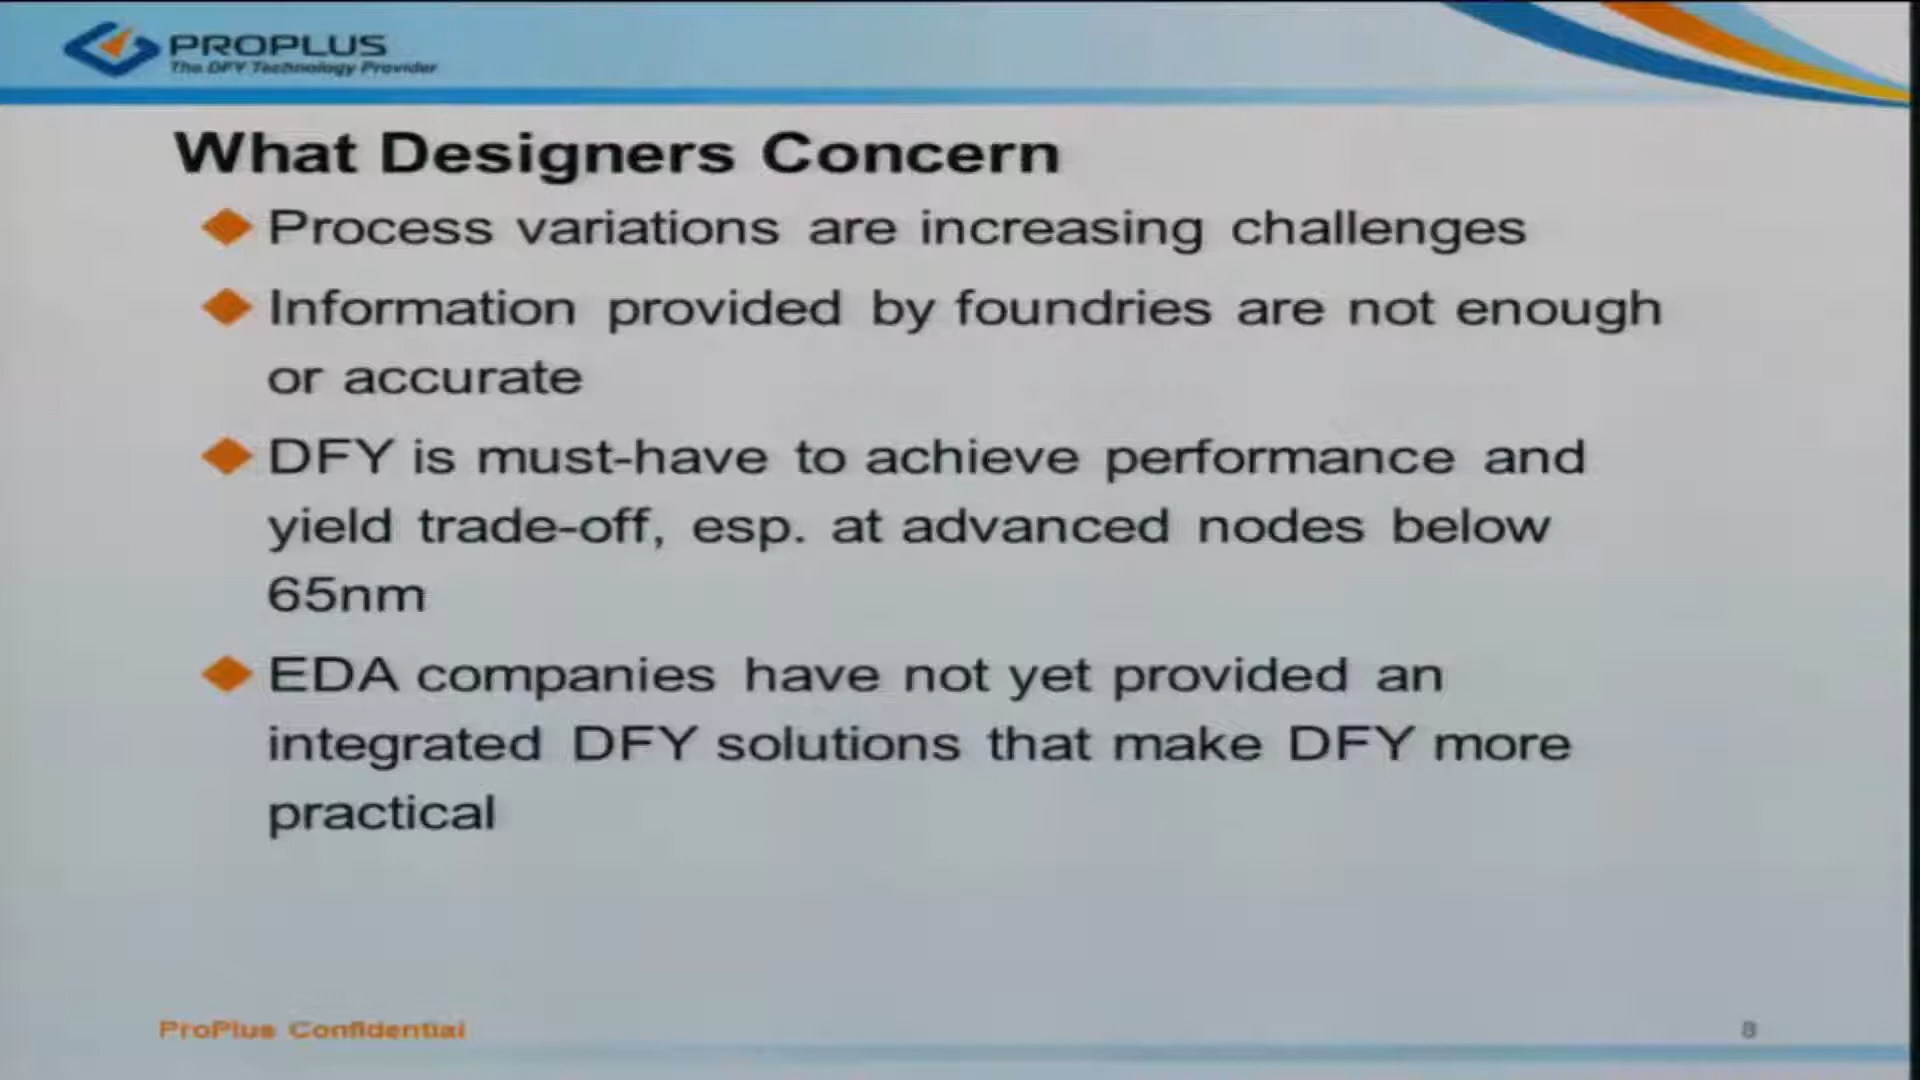 PROPLUS
The DFY Technology Provider
What Designers Concern
Process variations are increasing challenges
Information provided by foundries are not enough
or accurate
DFY is must-have to achieve performance and
yield trade-off, esp. at advanced nodes below
65nm
EDA companies have not yet provided an
integrated DFY solutions that make DFY more
practical
ProPlus Confidential
8